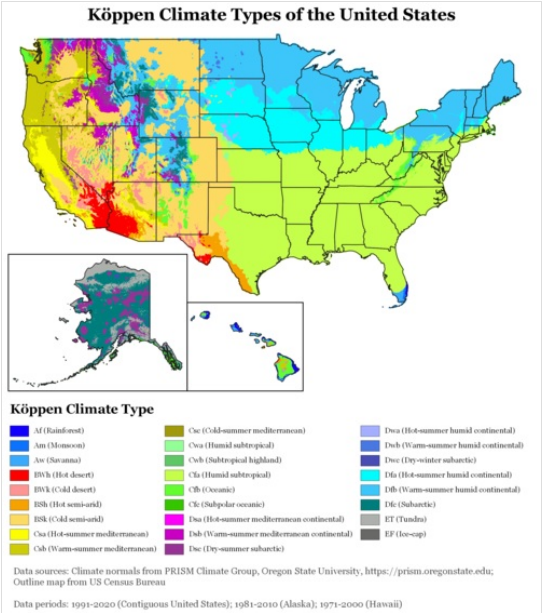 Köppen Climate Types of the United States
Köppen Climate Type
Af (Rainforest)
Am (Monsoon)
Aw (Savanna)
BWh (Hot desert)
BWk (Cold desert)
BSh (Hot semi-arid)
BSk (Cold semi-arid)
Csa (Hot-summer mediterranean)
Csb (Warm-summer mediterranean)
Csc (Cold-summer mediterranean)
Cwa (Humid subtropical)
Cwb (Subtropical highland)
Cfa (Humid subtropical)
Cfb (Oceanic)
Cfc (Subpolar oceanic)
Dsa (Hot-summer mediterranean continental)
Dsb (Warm-summer mediterranean continental)
Dsc (Dry-summer subarctic)
Dwa (Hot-summer humid continental)
Dwb (Warm-summer humid continental)
Dwc (Dry-winter subarctic)
Dfa (Hot-summer humid continental)
Dfb (Warm-summer humid continental)
Dfc (Subarctic)
ET (Tundra)
EF (Ice-cap)
Data sources: Climate normals from PRISM Climate Group, Oregon State University, https://prism.oregonstate.edu;
Outline map from US Census Bureau
Data periods: 1991-2020 (Contiguous United States); 1981-2010 (Alaska); 1971-2000 (Hawaii)